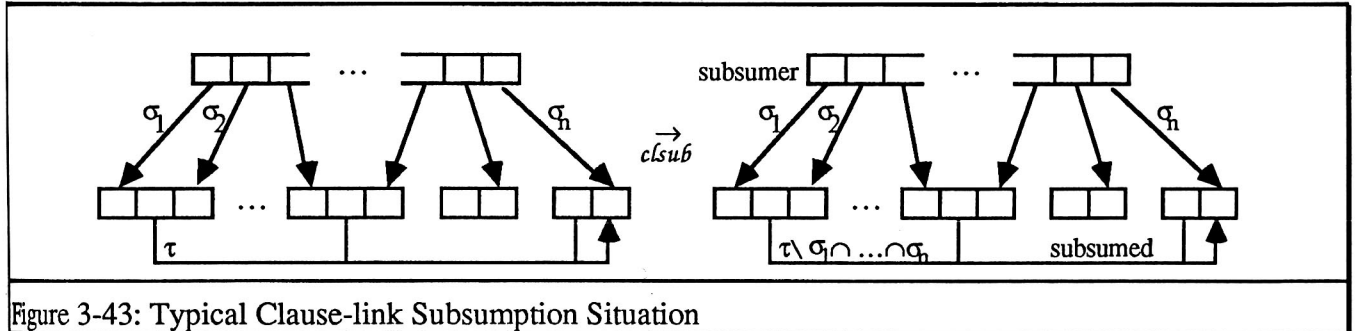 ... subsumer ...
σ1 σ2 σn → σ1 σ2 σn
clsub
... ...
τ τ\ σ1∩ ...∩σn subsumed
Figure 3-43: Typical Clause-link Subsumption Situation